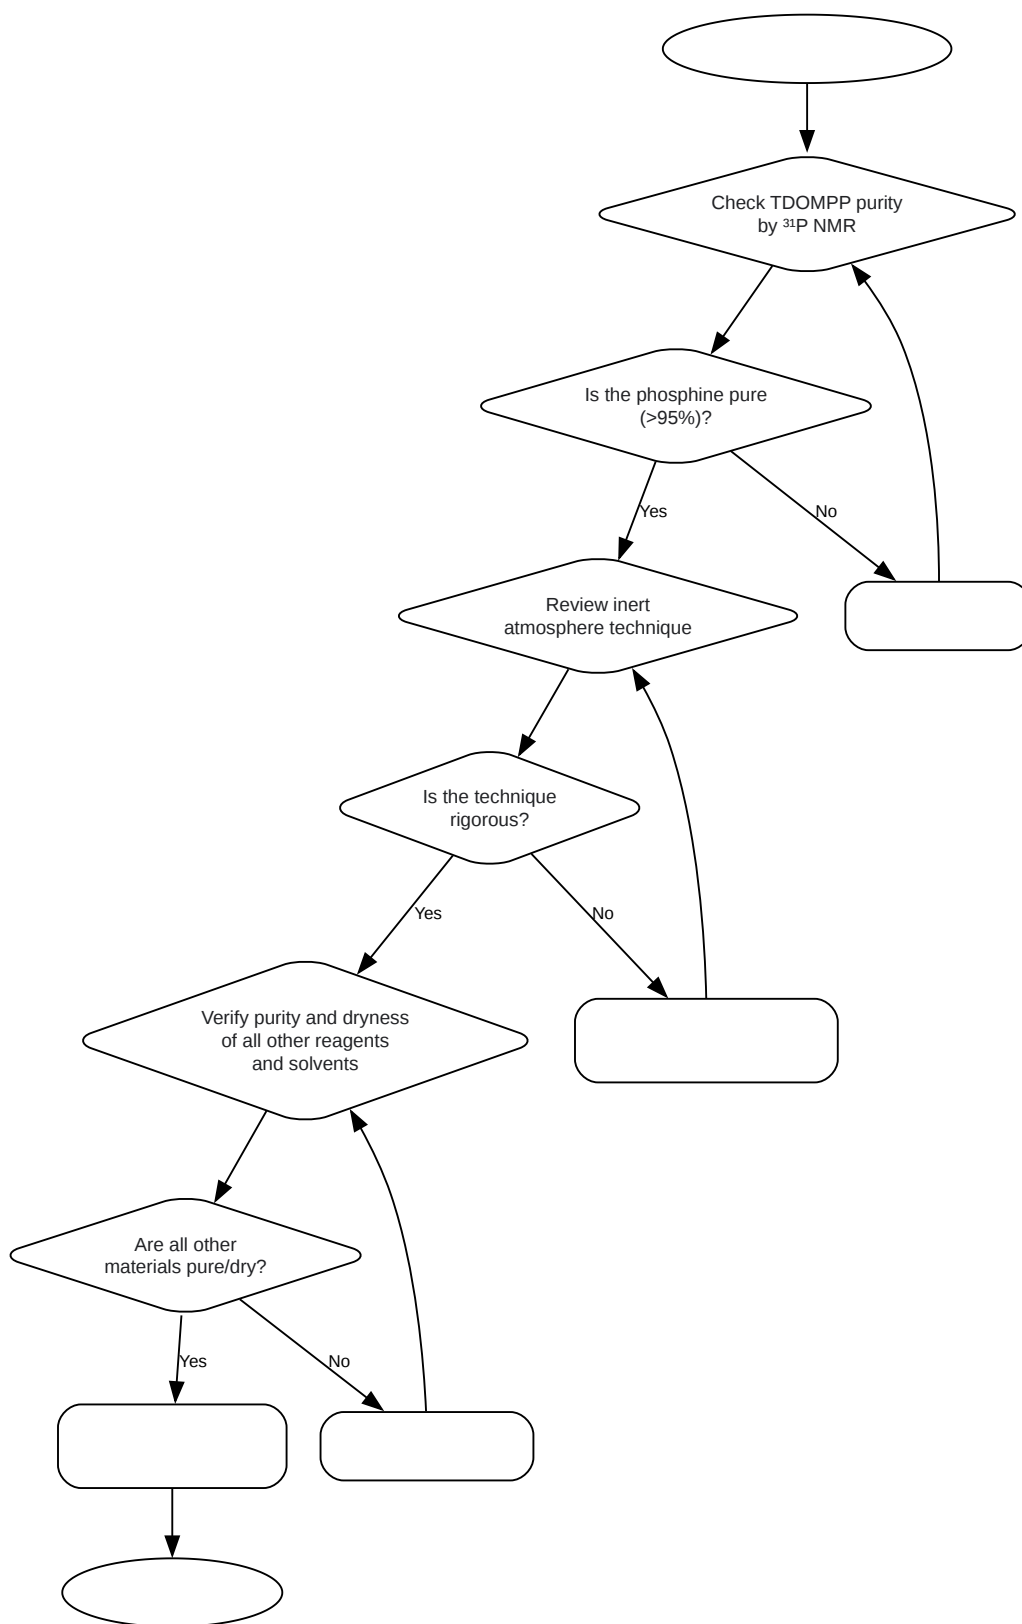 Check TDOMPP purity
by ³¹P NMR
Is the phosphine pure
(>95%)?
Yes
No
Review inert
atmosphere technique
Is the technique
rigorous?
Yes
No
Verify purity and dryness
of all other reagents
and solvents
Are all other
materials pure/dry?
Yes
No